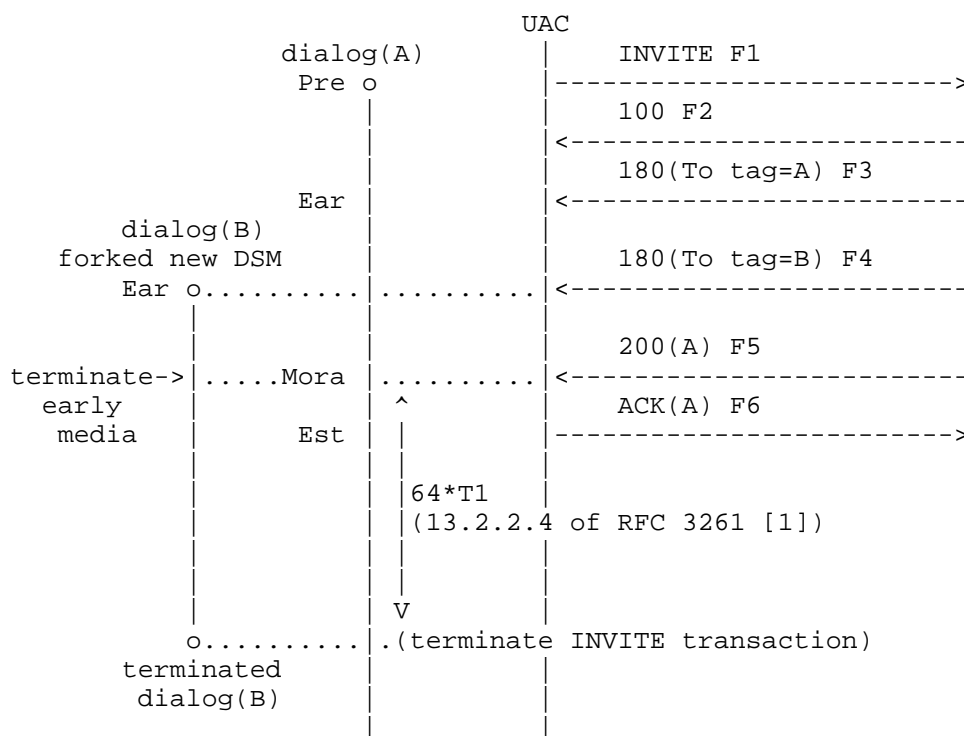 UAC
dialog(A) INVITE F1
Pre o
100 F2
180(To tag=A) F3
Ear
dialog(B)
forked new DSM 180(To tag=B) F4
Ear o
200(A) F5
terminate-> Mora
early ACK(A) F6
media Est
64*T1
(13.2.2.4 of RFC 3261 [1])
V
o (terminate INVITE transaction)
terminated
dialog(B)